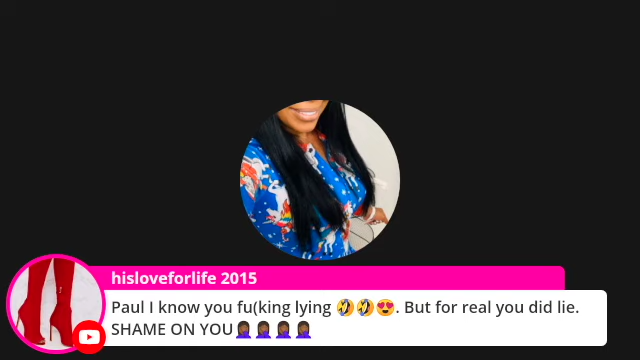 hisloveforlife 2015
Paul I know you fu(king lying 🤣🤣😍. But for real you did lie.
SHAME ON YOU🤦🏾‍♀️🤦🏾‍♀️🤦🏾‍♀️🤦🏾‍♀️